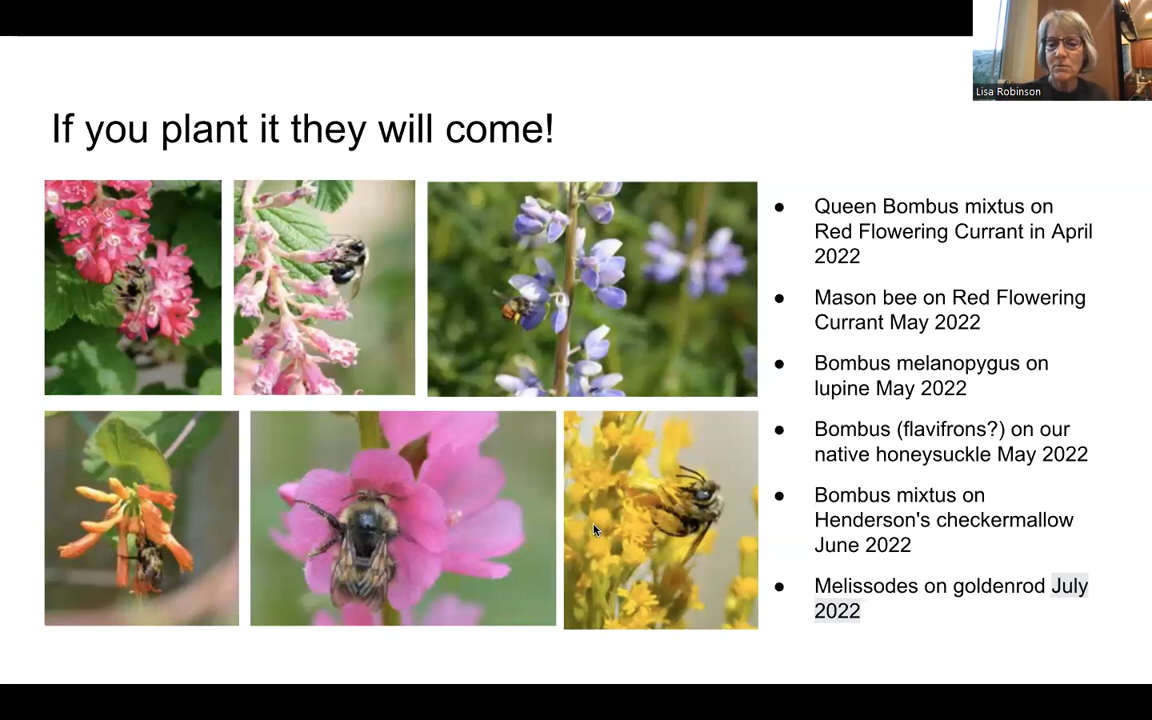 Lisa Robinson
If you plant it they will come!
● Queen Bombus mixtus on
Red Flowering Currant in April
2022
● Mason bee on Red Flowering
Currant May 2022
● Bombus melanopygus on
lupine May 2022
● Bombus (flavifrons?) on our
native honeysuckle May 2022
● Bombus mixtus on
Henderson's checkermallow
June 2022
● Melissodes on goldenrod July
2022